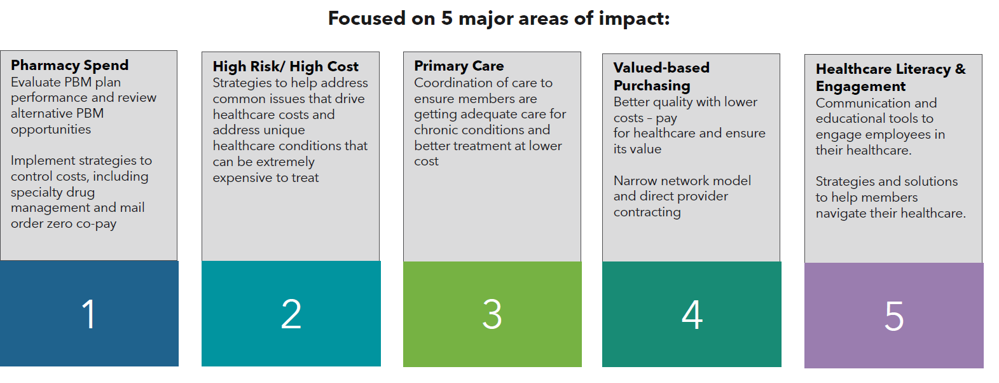 Focused on 5 major areas of impact:
Pharmacy Spend
Evaluate PBM plan
performance and review
alternative PBM
opportunities
Implement strategies to
control costs, including
specialty drug
management and mail
order zero co-pay
1
High Risk/ High Cost
Strategies to help address
common issues that drive
healthcare costs and
address unique
healthcare conditions that
can be extremely
expensive to treat
2
Primary Care
Coordination of care to
ensure members are
getting adequate care for
chronic conditions and
better treatment at lower
cost
3
Valued-based
Purchasing
Better quality with lower
costs – pay
for healthcare and ensure
its value
Narrow network model
and direct provider
contracting
4
Healthcare Literacy &
Engagement
Communication and
educational tools to
engage employees in
their healthcare.
Strategies and solutions
to help members
navigate their healthcare.
5